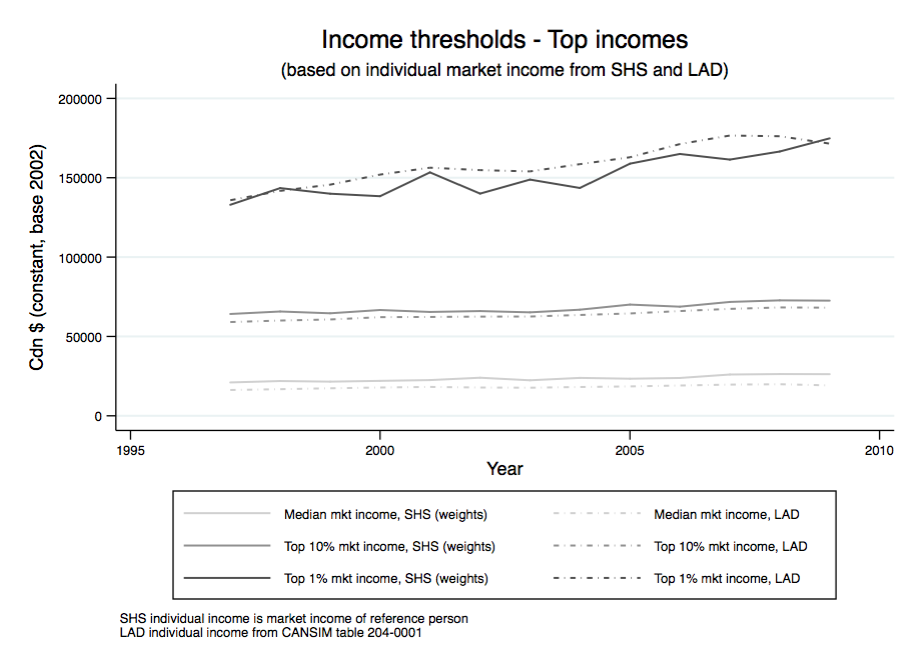 Income thresholds - Top incomes
(based on individual market income from SHS and LAD)
Cdn $ (constant, base 2002)
200000
150000
100000
50000
0
1995 2000 2005 2010
Year
Median mkt income, SHS (weights) Median mkt income, LAD
Top 10% mkt income, SHS (weights) Top 10% mkt income, LAD
Top 1% mkt income, SHS (weights) Top 1% mkt income, LAD
SHS individual income is market income of reference person
LAD individual income from CANSIM table 204-0001